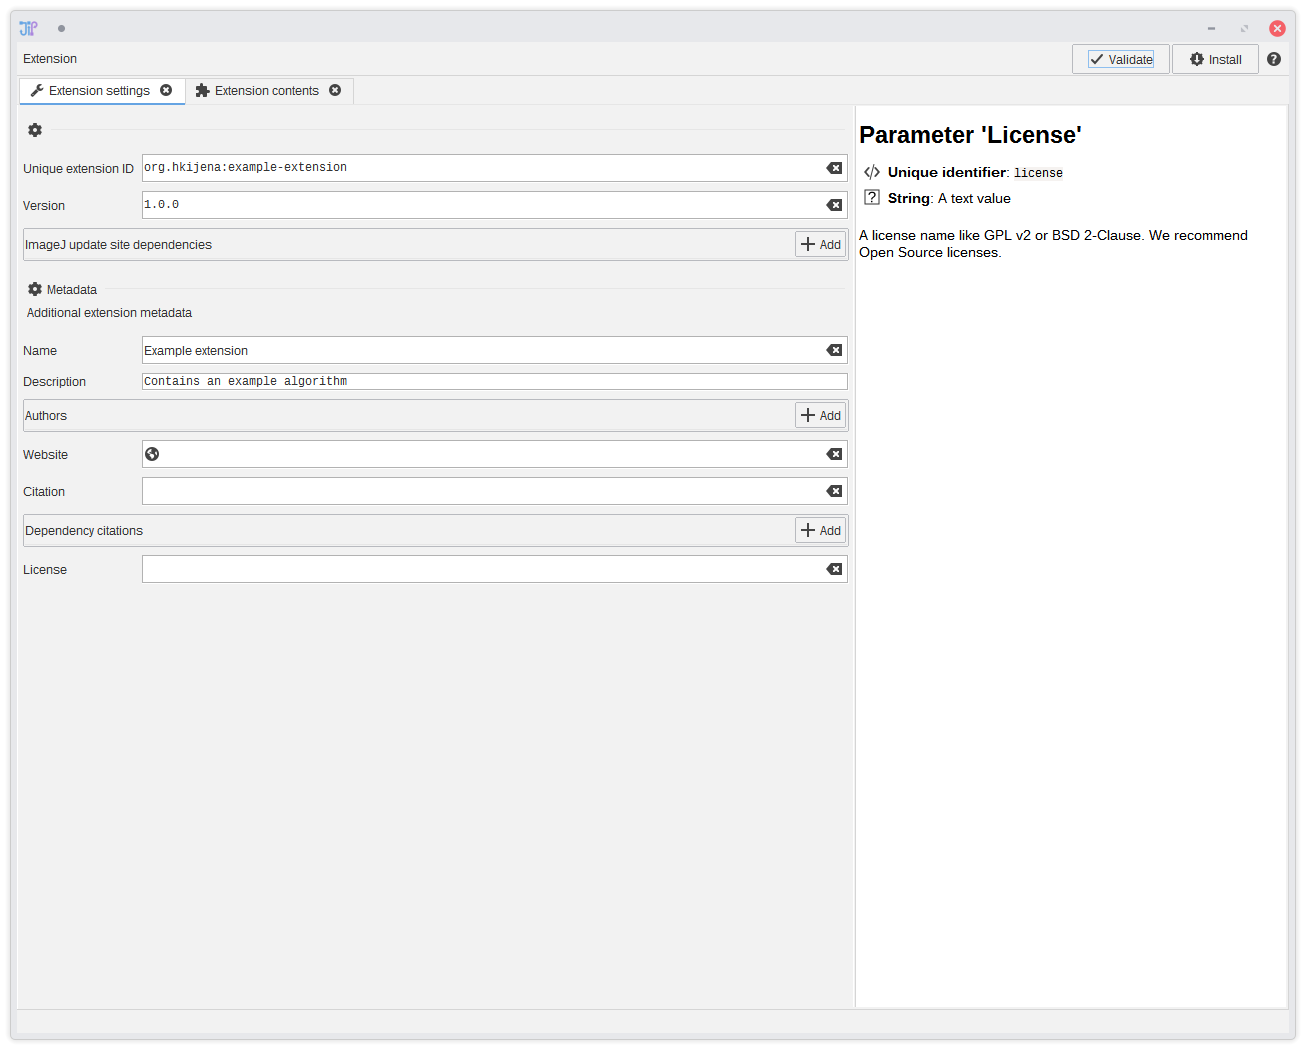 JIP
Extension
Validate
Install
Extension settings
Extension contents
Unique extension ID
org.hkijena:example-extension
Version
1.0.0
ImageJ update site dependencies
Add
Metadata
Additional extension metadata
Name
Example extension
Description
Contains an example algorithm
Authors
Add
Website
Citation
Dependency citations
Add
License
Parameter 'License'
Unique identifier: license
String: A text value
A license name like GPL v2 or BSD 2-Clause. We recommend
Open Source licenses.